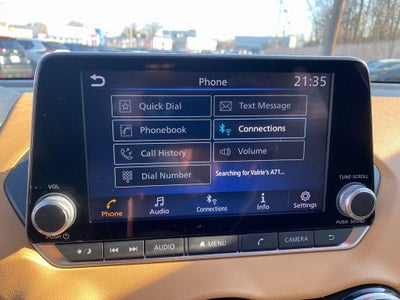 Phone 21:35
Quick Dial Text Message
Phonebook Connections
Call History Volume
Dial Number Searching for Valrie's A71...
Phone Audio Connections Info Settings
VOL TUNE·SCROLL
PUSH PUSH SOUND
AUDIO MENU CAMERA